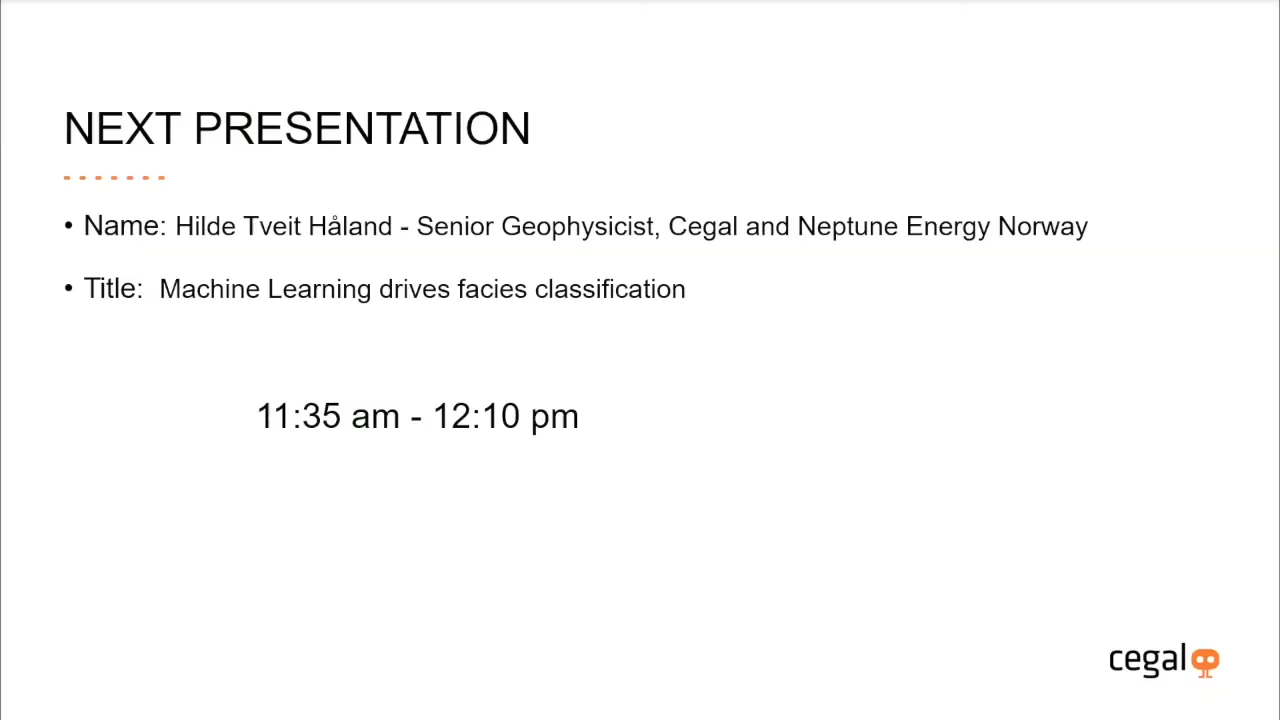 NEXT PRESENTATION
• Name: Hilde Tveit Håland - Senior Geophysicist, Cegal and Neptune Energy Norway
• Title: Machine Learning drives facies classification
11:35 am - 12:10 pm
cegal